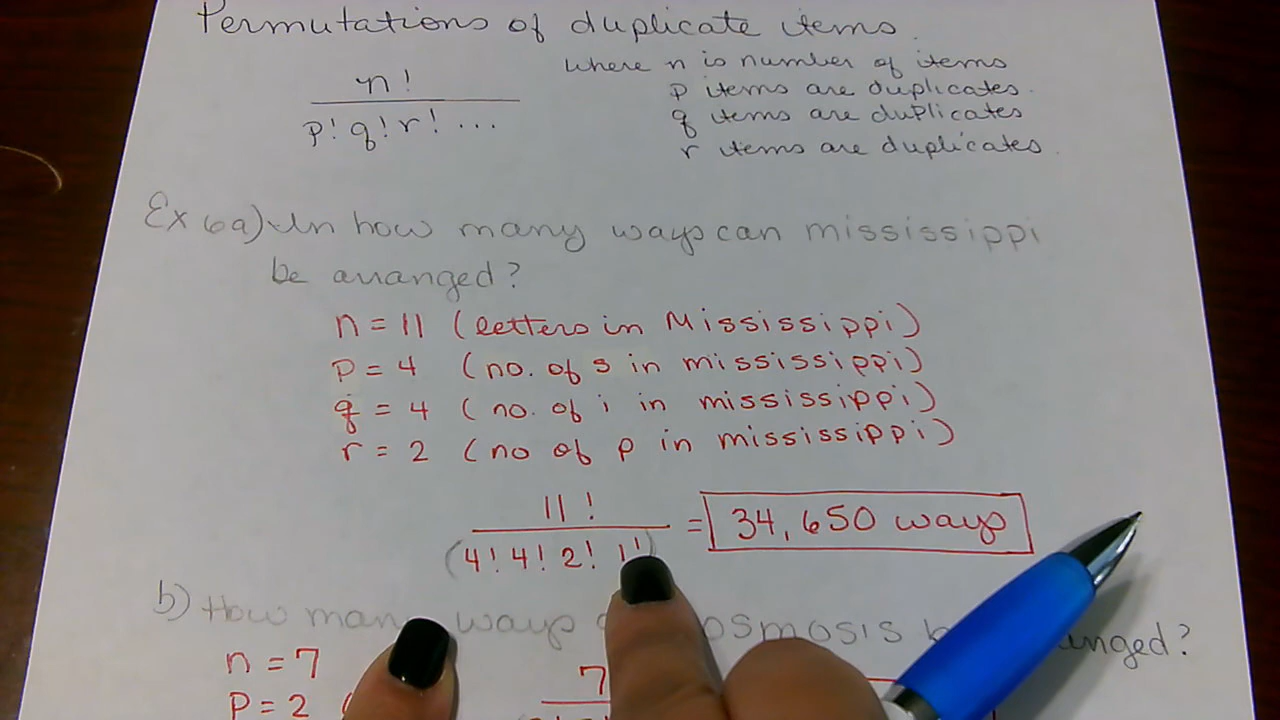 Permutations of duplicate items.
n!
p! q! r! ...
where n is number of items
p items are duplicates.
q items are duplicates
r items are duplicates.
Ex 6a) In how many ways can mississippi
be arranged?
n = 11 (letters in Mississippi)
p = 4 (no. of s in mississippi)
q = 4 (no. of i in mississippi)
r = 2 (no of p in mississippi)
11!
(4! 4! 2! 1!) = 34,650 ways
b) How many ways osmosis arranged?
n = 7
p = 2 (
7